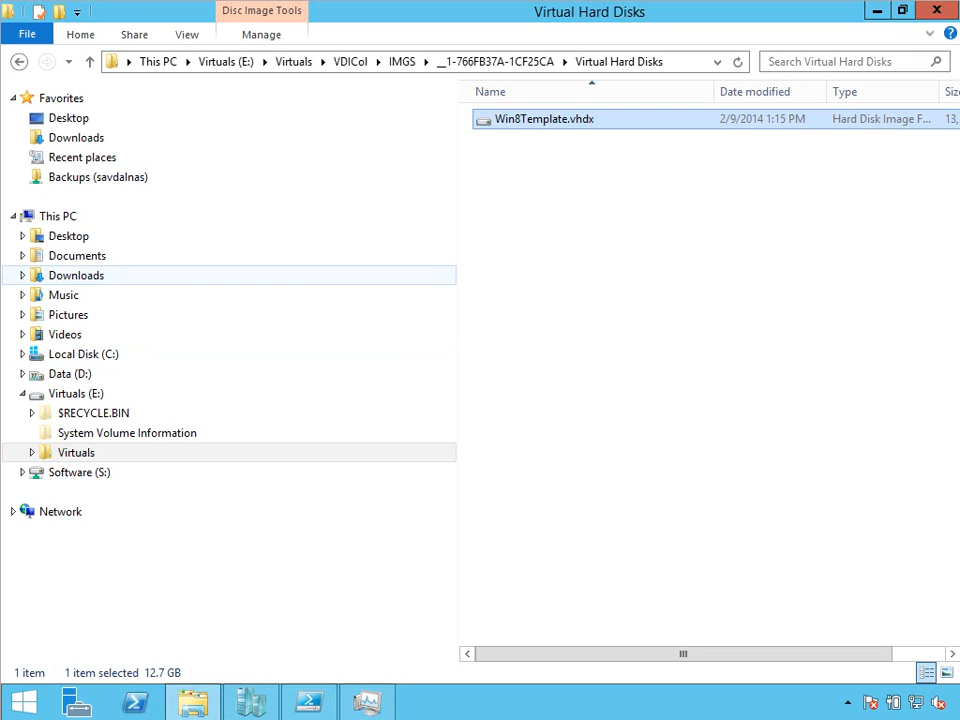 Disc Image Tools
Virtual Hard Disks
File
Home
Share
View
Manage
This PC
Virtuals (E:)
Virtuals
VDICol
IMGS
__1-766FB37A-1CF25CA
Virtual Hard Disks
Search Virtual Hard Disks
Favorites
Desktop
Downloads
Recent places
Backups (savdalnas)
This PC
Desktop
Documents
Downloads
Music
Pictures
Videos
Local Disk (C:)
Data (D:)
Virtuals (E:)
$RECYCLE.BIN
System Volume Information
Virtuals
Software (S:)
Network
Name
Date modified
Type
Siz
Win8Template.vhdx
2/9/2014 1:15 PM
Hard Disk Image F...
13,
1 item
1 item selected 12.7 GB